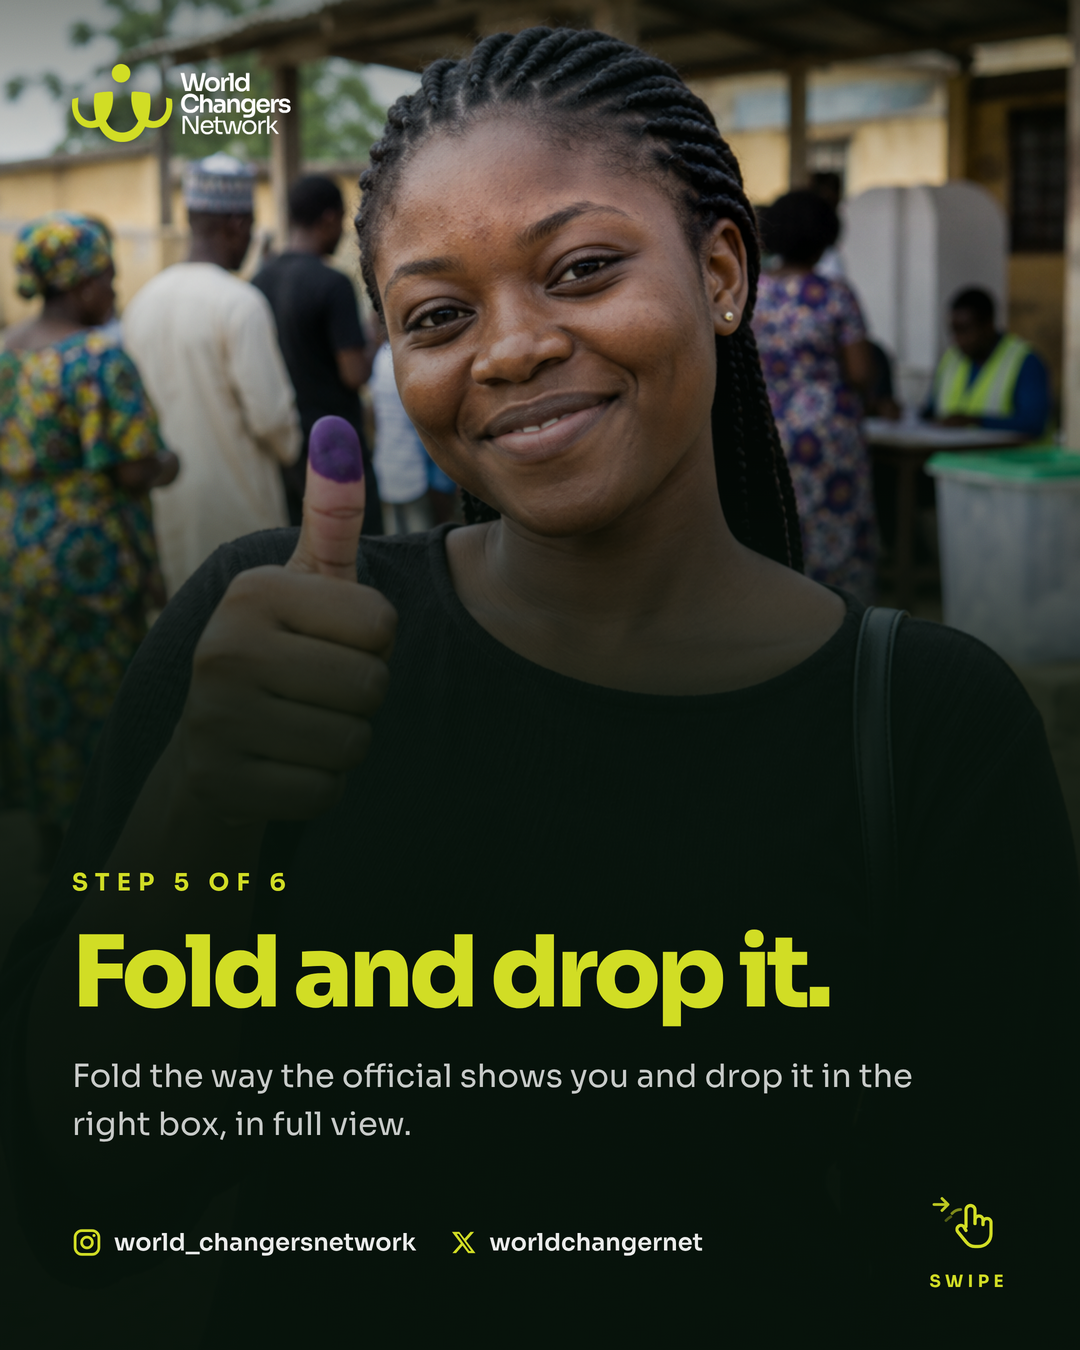 World
Changers
Network
STEP 5 OF 6
Fold and drop it.
Fold the way the official shows you and drop it in the
right box, in full view.
world_changersnetwork
worldchangernet
SWIPE